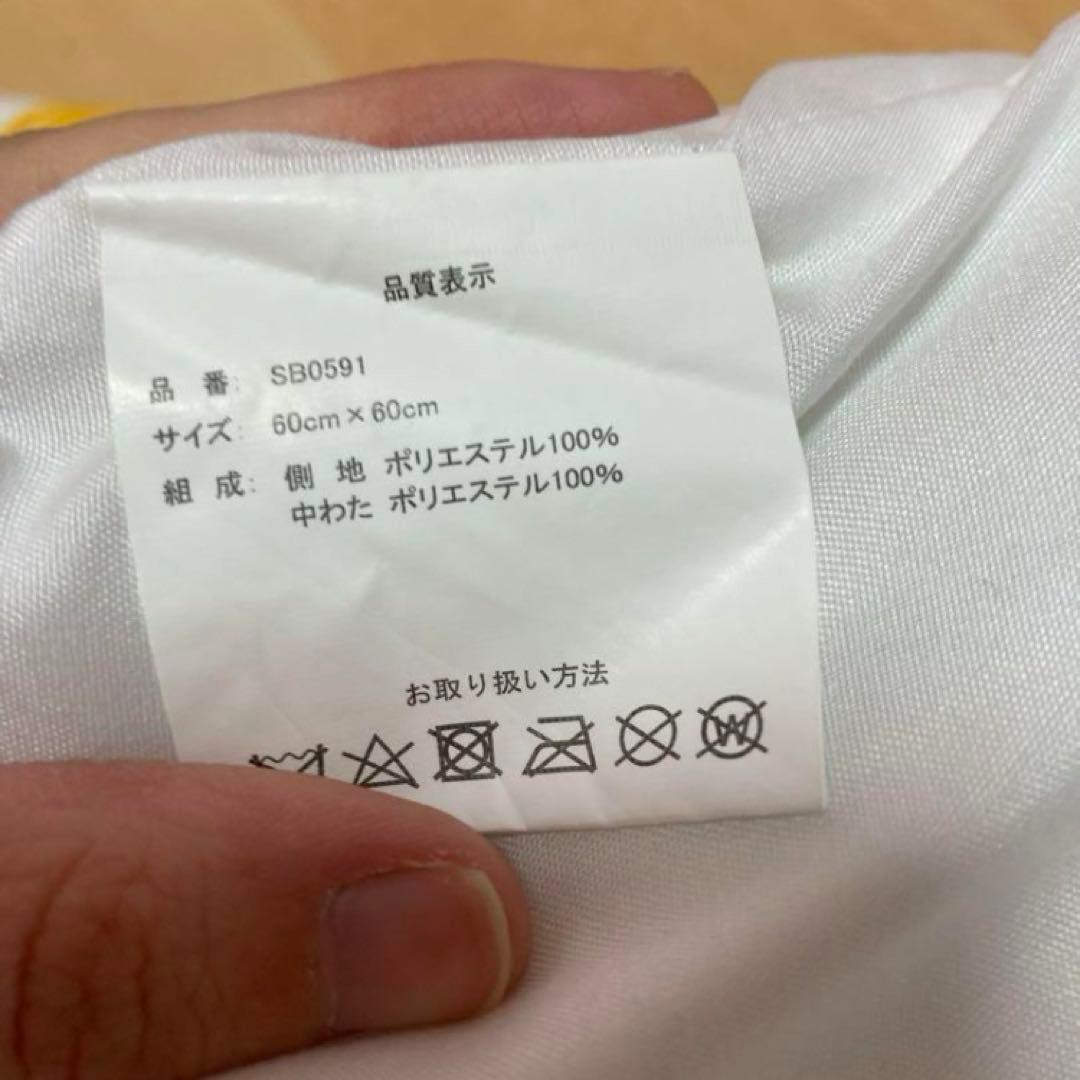 品質表示
品 番: SB0591
サイズ: 60cm×60cm
組 成: 側 地 ポリエステル100%
中わた ポリエステル100%
お取り扱い方法
W